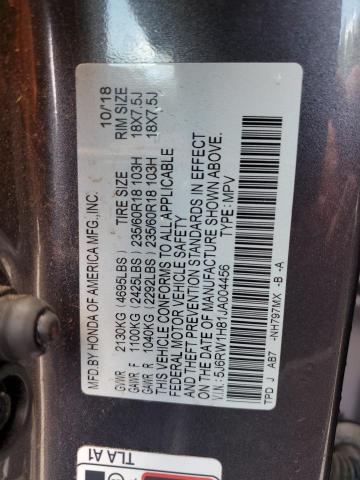 MFD BY HONDA OF AMERICA MFG.,INC. 10/18
TIRE SIZE RIM SIZE
GVWR 2130KG (4695LBS)
GAWR F 1100KG (2425LBS) 235/60R18 103H 18X7.5J
GAWR R 1040KG (2292LBS) 235/60R18 103H 18X7.5J
THIS VEHICLE CONFORMS TO ALL APPLICABLE
FEDERAL MOTOR VEHICLE SAFETY
AND THEFT PREVENTION STANDARDS IN EFFECT
ON THE DATE OF MANUFACTURE SHOWN ABOVE.
V.I.N.: 5J6RW1H81JA004456 TYPE: MPV
TPD J AB7 -NH797MX -B -A
TLA A1